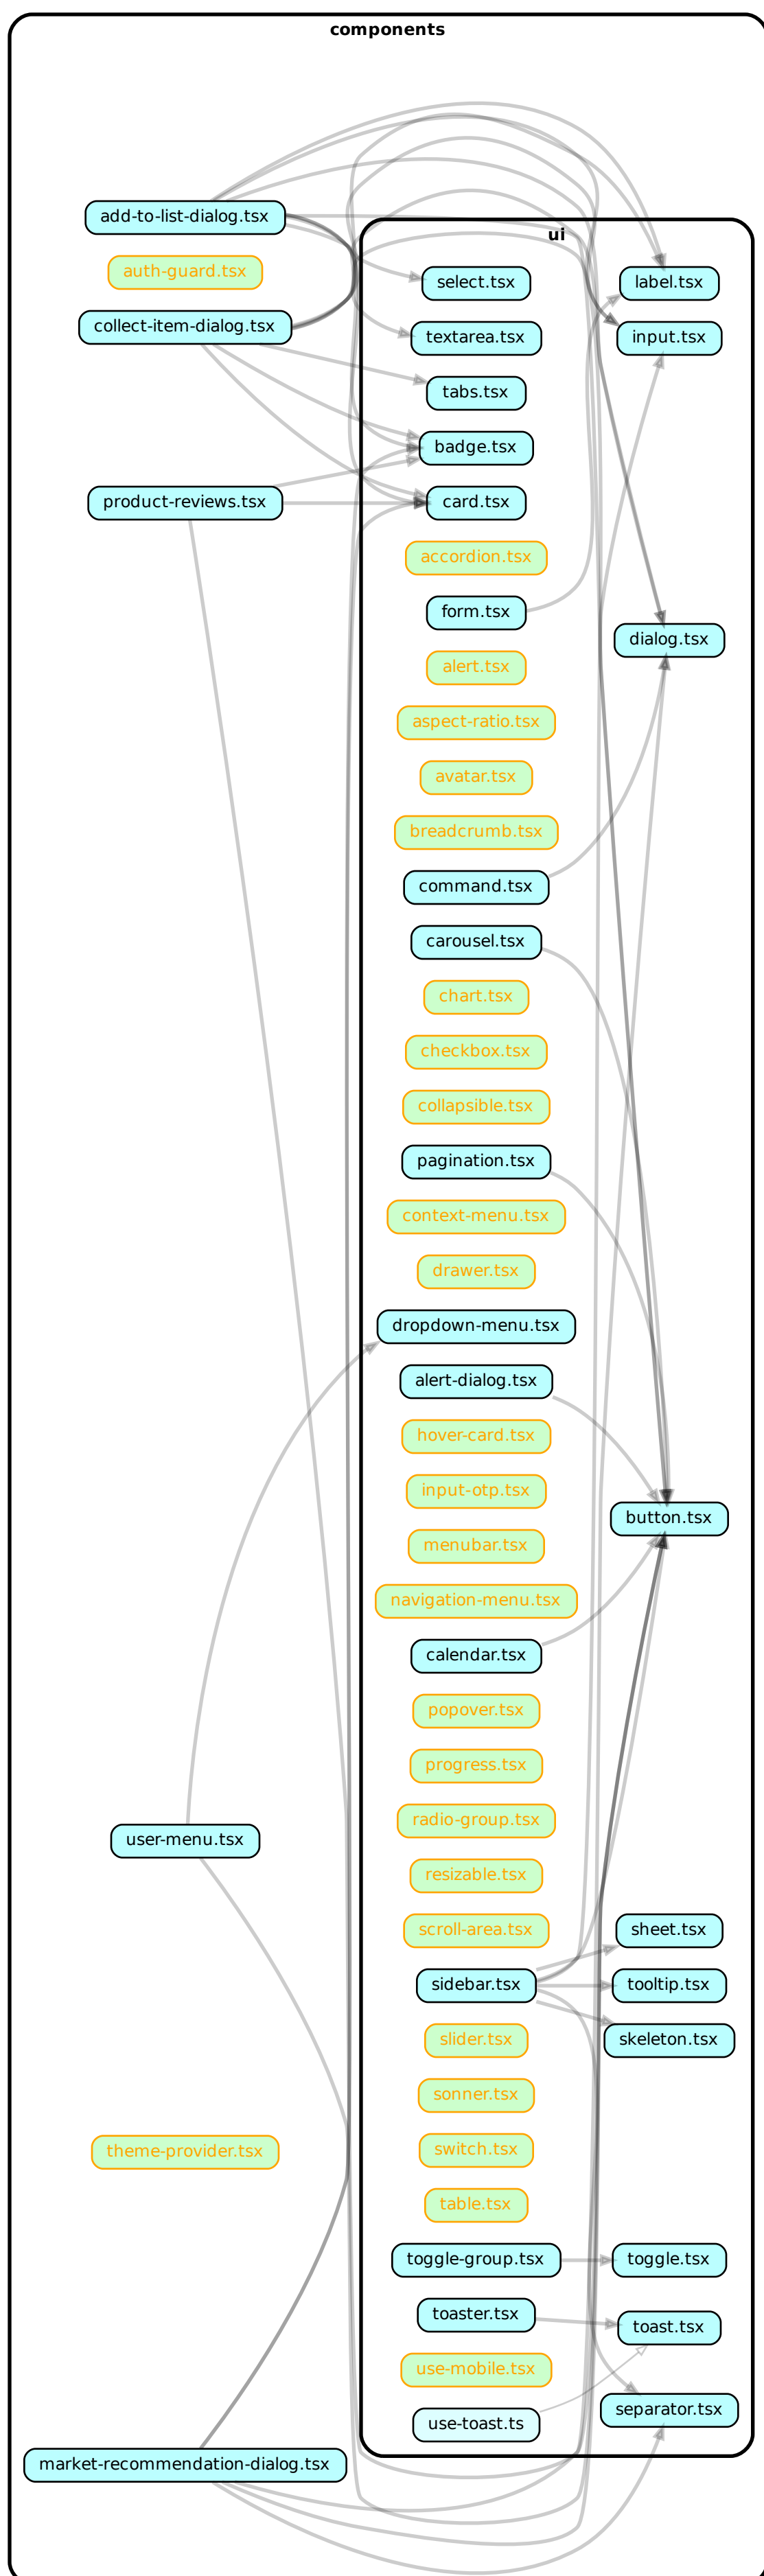 components
add-to-list-dialog.tsx
auth-guard.tsx
collect-item-dialog.tsx
product-reviews.tsx
user-menu.tsx
theme-provider.tsx
market-recommendation-dialog.tsx
ui
select.tsx
textarea.tsx
tabs.tsx
badge.tsx
card.tsx
accordion.tsx
form.tsx
alert.tsx
aspect-ratio.tsx
avatar.tsx
breadcrumb.tsx
command.tsx
carousel.tsx
chart.tsx
checkbox.tsx
collapsible.tsx
pagination.tsx
context-menu.tsx
drawer.tsx
dropdown-menu.tsx
alert-dialog.tsx
hover-card.tsx
input-otp.tsx
menubar.tsx
navigation-menu.tsx
calendar.tsx
popover.tsx
progress.tsx
radio-group.tsx
resizable.tsx
scroll-area.tsx
sidebar.tsx
slider.tsx
sonner.tsx
switch.tsx
table.tsx
toggle-group.tsx
toaster.tsx
use-mobile.tsx
use-toast.ts
label.tsx
input.tsx
dialog.tsx
button.tsx
sheet.tsx
tooltip.tsx
skeleton.tsx
toggle.tsx
toast.tsx
separator.tsx